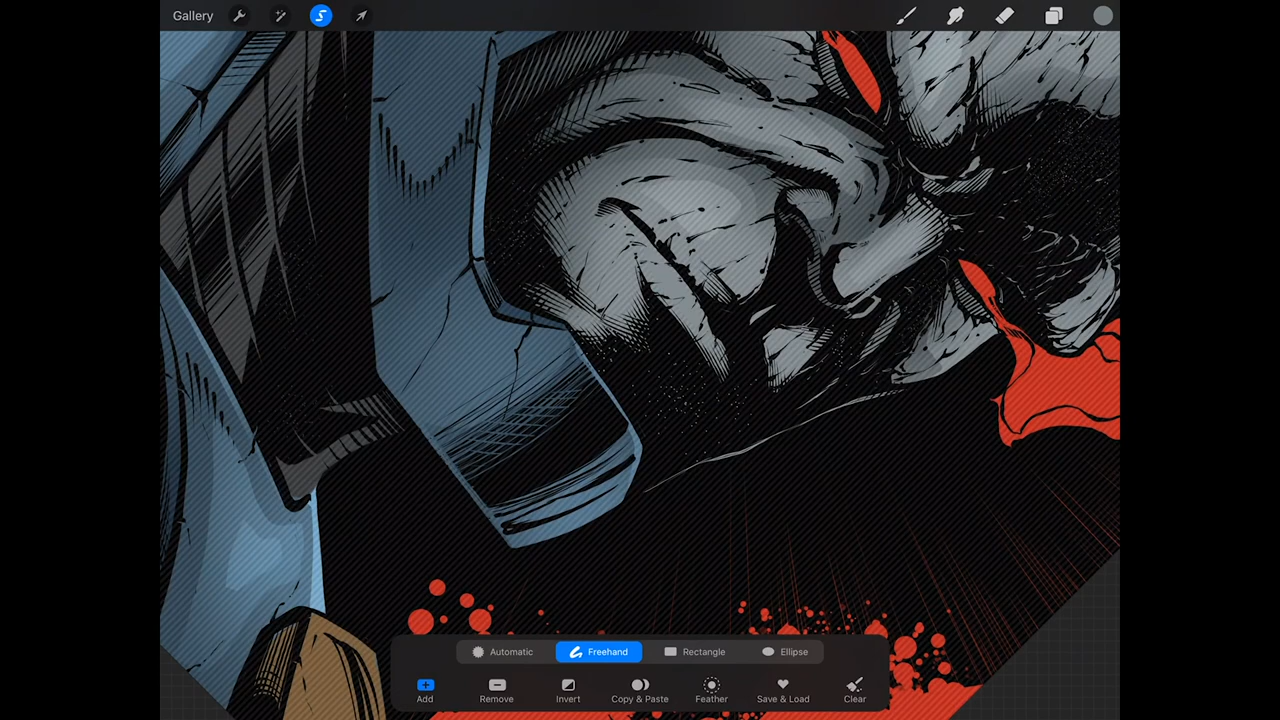 Gallery
Automatic Freehand Rectangle Ellipse
Add Remove Invert Copy & Paste Feather Save & Load Clear